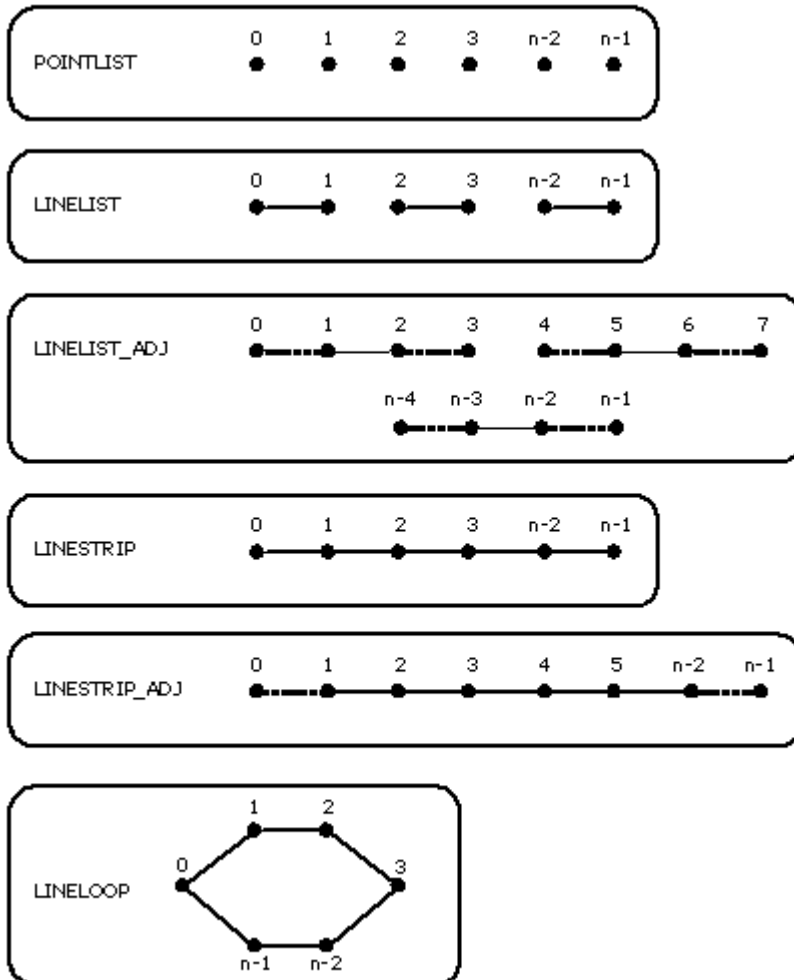 0 1 2 3 n-2 n-1
POINTLIST
0 1 2 3 n-2 n-1
LINELIST
0 1 2 3 4 5 6 7
LINELIST_ADJ
n-4 n-3 n-2 n-1
0 1 2 3 n-2 n-1
LINESTRIP
0 1 2 3 4 5 n-2 n-1
LINESTRIP_ADJ
1 2
0 3
LINELOOP
n-1 n-2